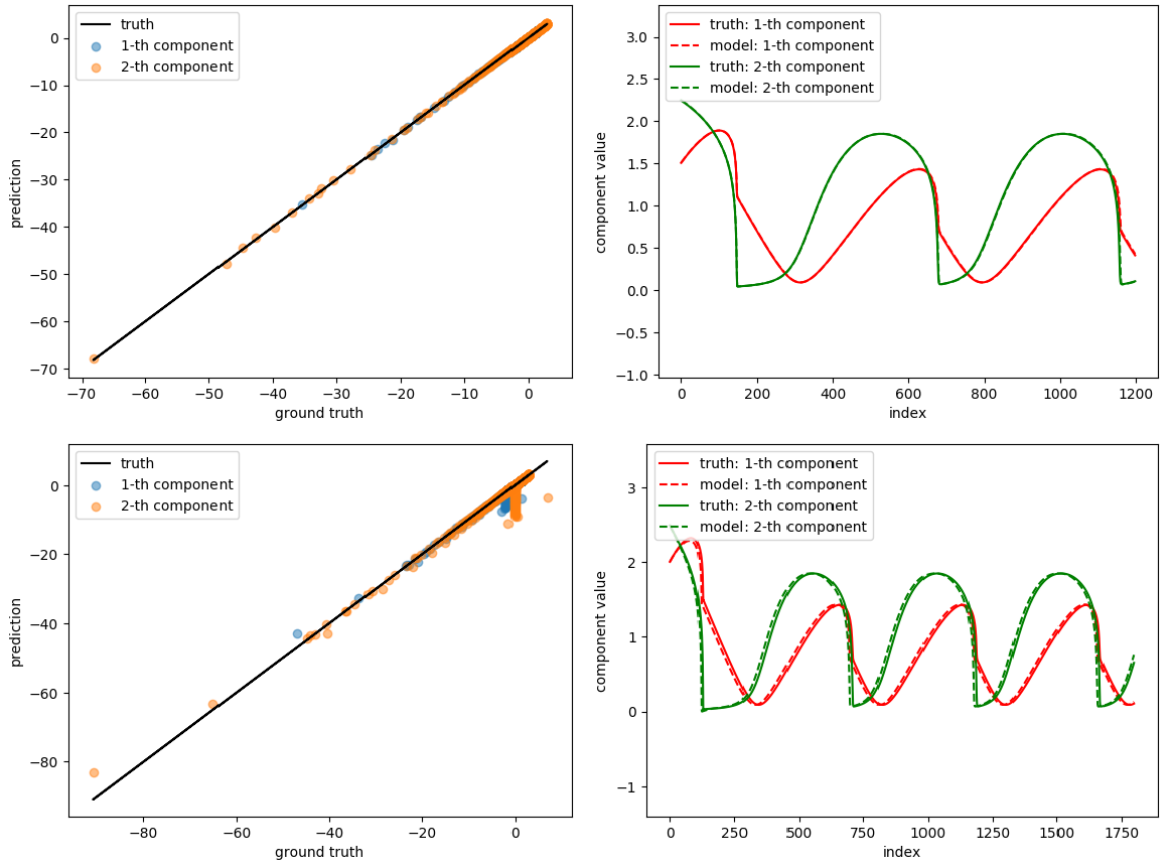 truth
1-th component
2-th component
0
−10
−20
−30
−40
−50
−60
−70
prediction
−70 −60 −50 −40 −30 −20 −10 0
ground truth
truth: 1-th component
model: 1-th component
truth: 2-th component
model: 2-th component
3.0
2.5
2.0
1.5
1.0
0.5
0.0
−0.5
−1.0
component value
0 200 400 600 800 1000 1200
index
truth
1-th component
2-th component
0
−20
−40
−60
−80
prediction
−80 −60 −40 −20 0
ground truth
truth: 1-th component
model: 1-th component
truth: 2-th component
model: 2-th component
3
2
1
0
−1
component value
0 250 500 750 1000 1250 1500 1750
index